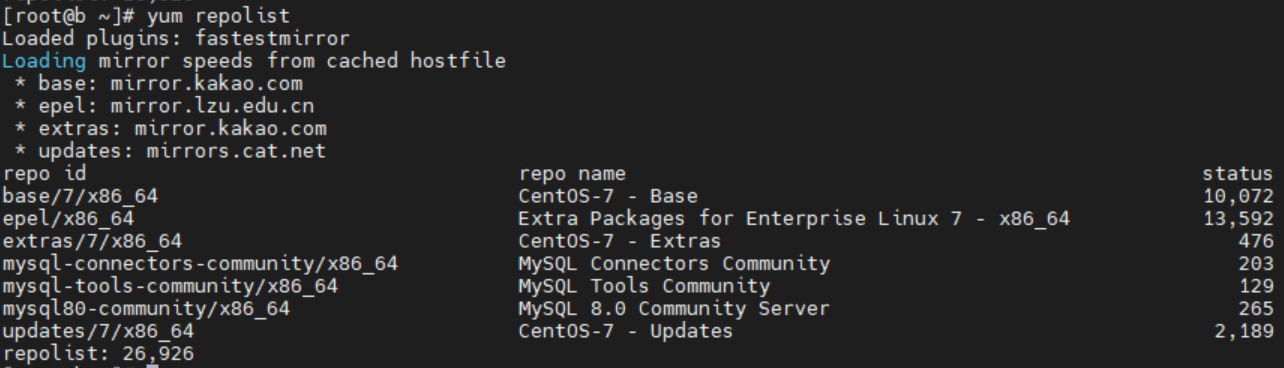 [root@b ~]# yum repolist
Loaded plugins: fastestmirror
Loading mirror speeds from cached hostfile
 * base: mirror.kakao.com
 * epel: mirror.lzu.edu.cn
 * extras: mirror.kakao.com
 * updates: mirrors.cat.net
repo id repo name status
base/7/x86_64 CentOS-7 - Base 10,072
epel/x86_64 Extra Packages for Enterprise Linux 7 - x86_64 13,592
extras/7/x86_64 CentOS-7 - Extras 476
mysql-connectors-community/x86_64 MySQL Connectors Community 203
mysql-tools-community/x86_64 MySQL Tools Community 129
mysql80-community/x86_64 MySQL 8.0 Community Server 265
updates/7/x86_64 CentOS-7 - Updates 2,189
repolist: 26,926